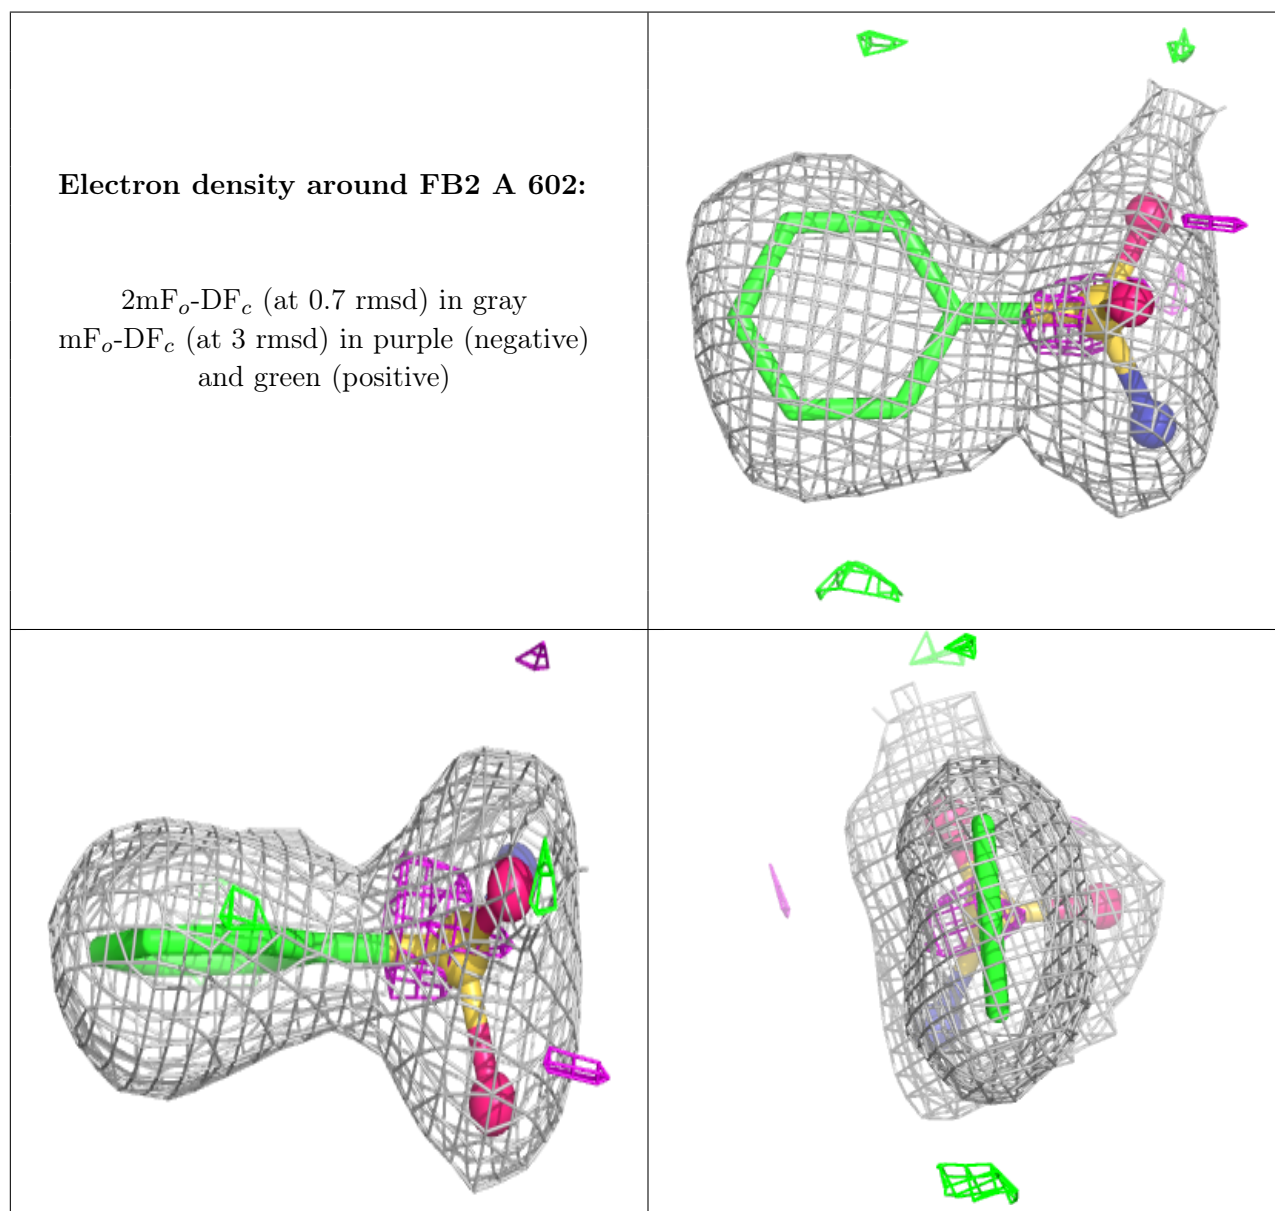 Electron density around FB2 A 602:
2mFo-DFc (at 0.7 rmsd) in gray
mFo-DFc (at 3 rmsd) in purple (negative)
and green (positive)